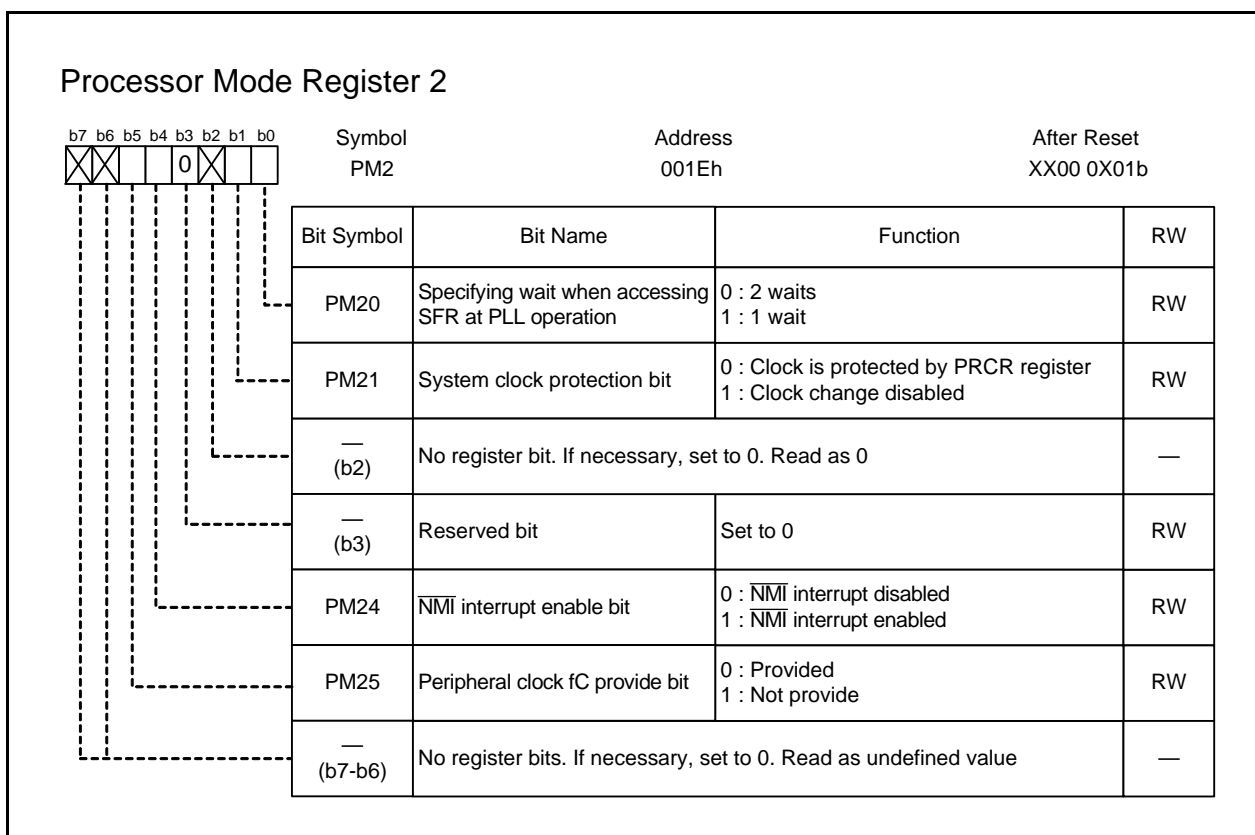 Processor Mode Register 2
b7 b6 b5 b4 b3 b2 b1 b0
0
Symbol Address After Reset
PM2 001Eh XX00 0X01b
Bit Symbol Bit Name Function RW
PM20 Specifying wait when accessing SFR at PLL operation 0 : 2 waits 1 : 1 wait RW
PM21 System clock protection bit 0 : Clock is protected by PRCR register 1 : Clock change disabled RW
— (b2) No register bit. If necessary, set to 0. Read as 0 —
— (b3) Reserved bit Set to 0 RW
PM24 N̅M̅I̅ interrupt enable bit 0 : N̅M̅I̅ interrupt disabled 1 : N̅M̅I̅ interrupt enabled RW
PM25 Peripheral clock fC provide bit 0 : Provided 1 : Not provide RW
— (b7-b6) No register bits. If necessary, set to 0. Read as undefined value —